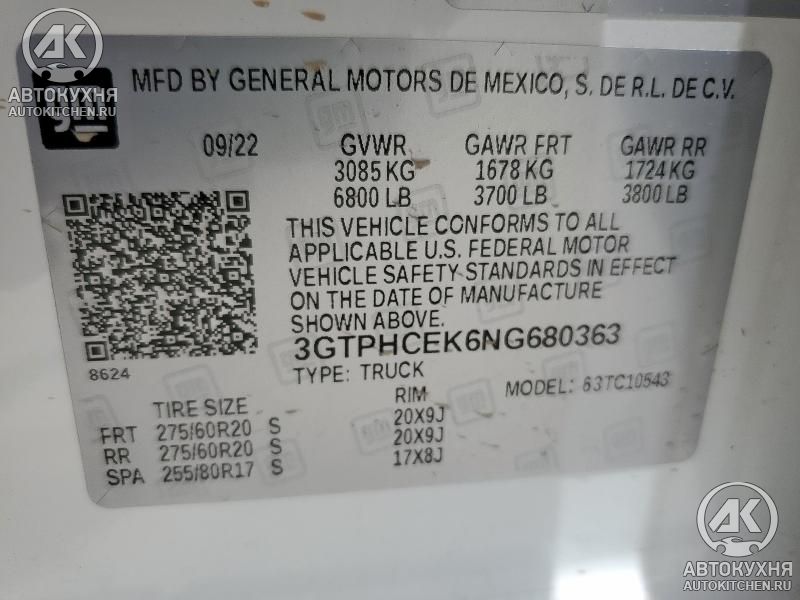 АВТОКУХНЯ
AUTOKITCHEN.RU
gm
MFD BY GENERAL MOTORS DE MEXICO, S. DE R.L. DE C.V.
09/22 GVWR GAWR FRT GAWR RR
3085 KG 1678 KG 1724KG
6800 LB 3700 LB 3800 LB
THIS VEHICLE CONFORMS TO ALL
APPLICABLE U.S. FEDERAL MOTOR
VEHICLE SAFETY STANDARDS IN EFFECT
ON THE DATE OF MANUFACTURE
SHOWN ABOVE.
3GTPHCEK6NG680363
8624
TYPE: TRUCK MODEL: 63TC10543
TIRE SIZE RIM
FRT 275/60R20 S 20X9J
RR 275/60R20 S 20X9J
SPA 255/80R17 S 17X8J
AK
АВТОКУХНЯ
AUTOKITCHEN.RU